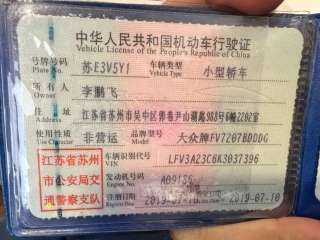 中华人民共和国机动车行驶证
Vehicle License of the People's Republic of China
号牌号码 苏E3V5Y1 车辆类型 小型轿车
Plate No. Vehicle Type
所有人 李鹏飞
Owner
住址 江苏省苏州市吴中区郭巷尹山湖路888号6幢2202室
Address
使用性质 非营运 品牌型号 大众牌FV7207BDDDG
Use Character Model
江苏省苏州
市公安局交
通警察支队
车辆识别代号 LFV3A23C6K3037396
VIN
发动机号码 A09186
Engine No.
注册日期 2019-07- 2019-07-10